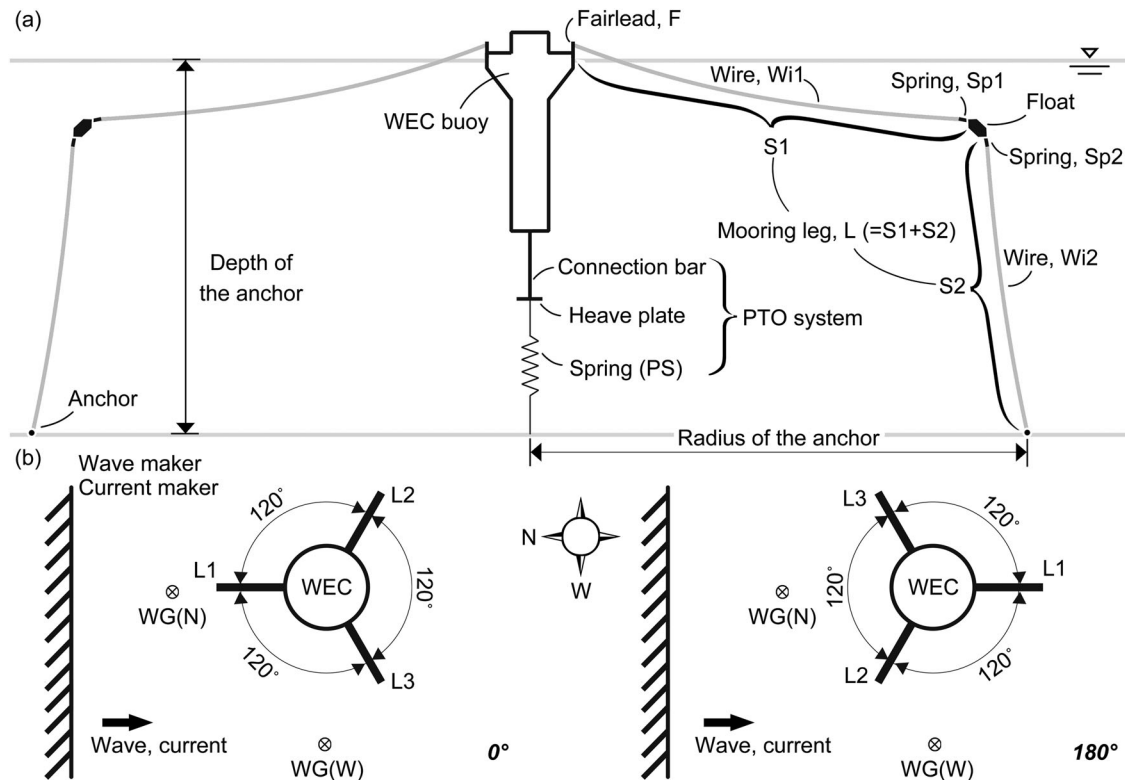 (a)
Fairlead, F
Wire, Wi1
Spring, Sp1
Float
WEC buoy
S1
Spring, Sp2
Mooring leg, L (=S1+S2)
Depth of
the anchor
Connection bar
Wire, Wi2
S2
Heave plate
PTO system
Spring (PS)
Anchor
Radius of the anchor
(b)
Wave maker
Current maker
120°
L2
L1
WEC
120°
WG(N)
120°
L3
Wave, current
WG(W)
0°
N
W
L3
120°
120°
WEC
L1
WG(N)
L2
120°
Wave, current
WG(W)
180°